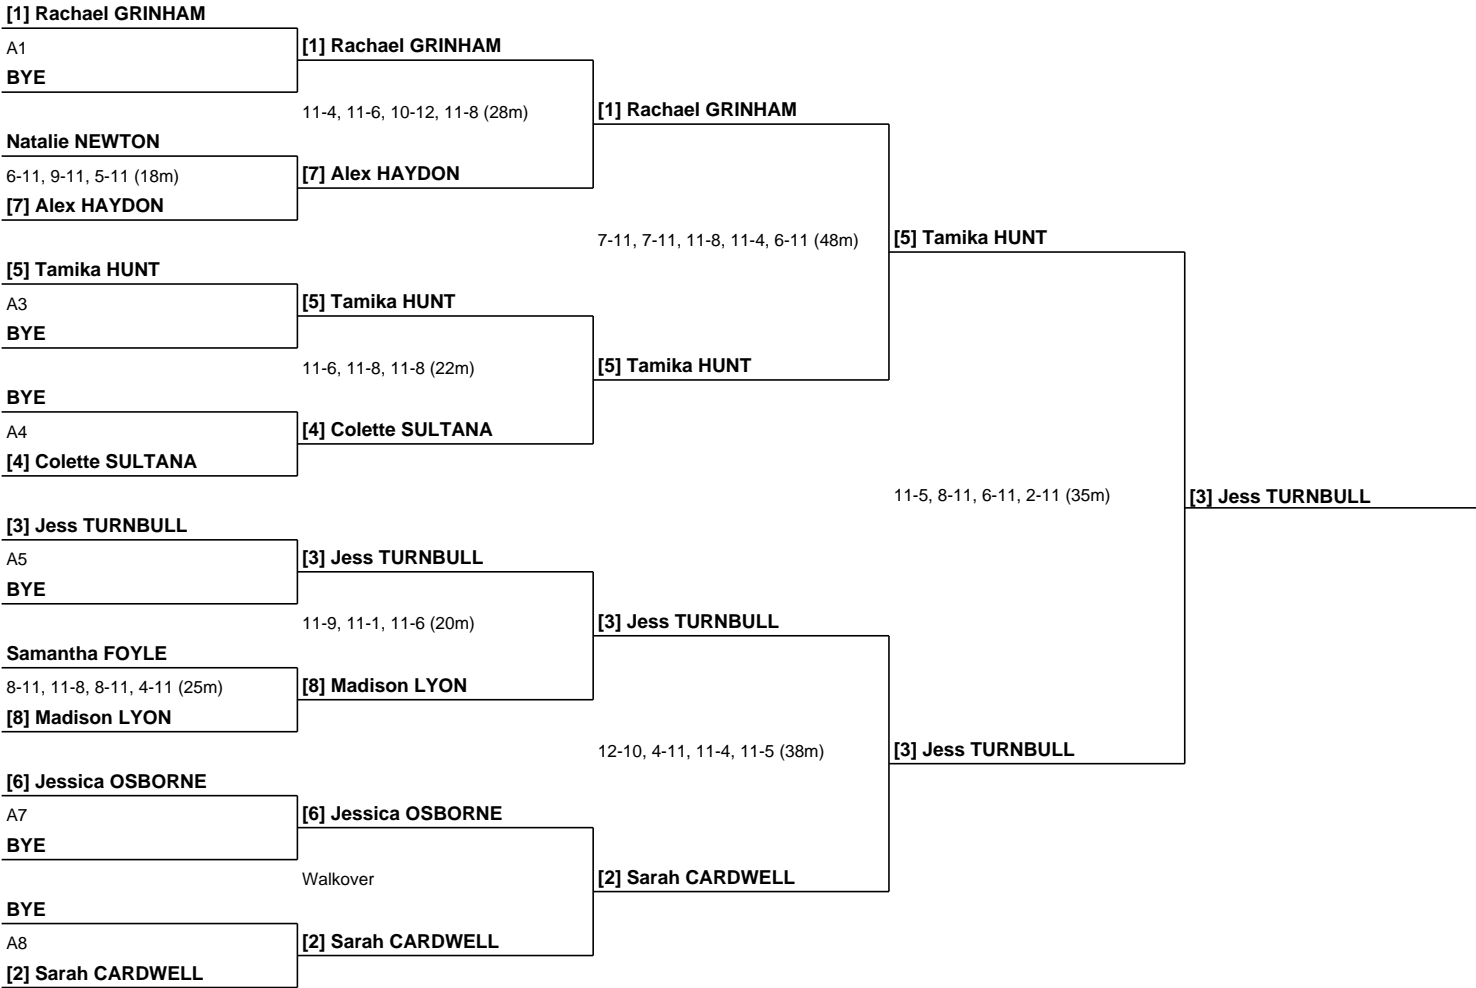 [1] Rachael GRINHAM
A1
BYE
Natalie NEWTON
6-11, 9-11, 5-11 (18m)
[7] Alex HAYDON
[5] Tamika HUNT
A3
BYE
BYE
A4
[4] Colette SULTANA
[3] Jess TURNBULL
A5
BYE
Samantha FOYLE
8-11, 11-8, 8-11, 4-11 (25m)
[8] Madison LYON
[6] Jessica OSBORNE
A7
BYE
BYE
A8
[2] Sarah CARDWELL
[1] Rachael GRINHAM
11-4, 11-6, 10-12, 11-8 (28m)
[7] Alex HAYDON
[5] Tamika HUNT
11-6, 11-8, 11-8 (22m)
[4] Colette SULTANA
[3] Jess TURNBULL
11-9, 11-1, 11-6 (20m)
[8] Madison LYON
[6] Jessica OSBORNE
Walkover
[2] Sarah CARDWELL
[1] Rachael GRINHAM
7-11, 7-11, 11-8, 11-4, 6-11 (48m)
[5] Tamika HUNT
[3] Jess TURNBULL
12-10, 4-11, 11-4, 11-5 (38m)
[2] Sarah CARDWELL
[5] Tamika HUNT
11-5, 8-11, 6-11, 2-11 (35m)
[3] Jess TURNBULL
[3] Jess TURNBULL